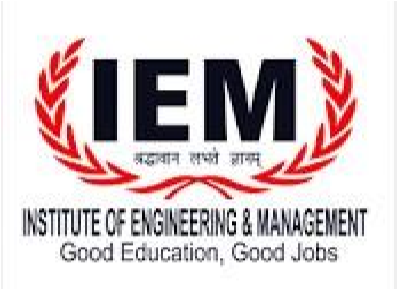 IEM
श्रद्धावान लभते ज्ञानम्
INSTITUTE OF ENGINEERING & MANAGEMENT
Good Education, Good Jobs